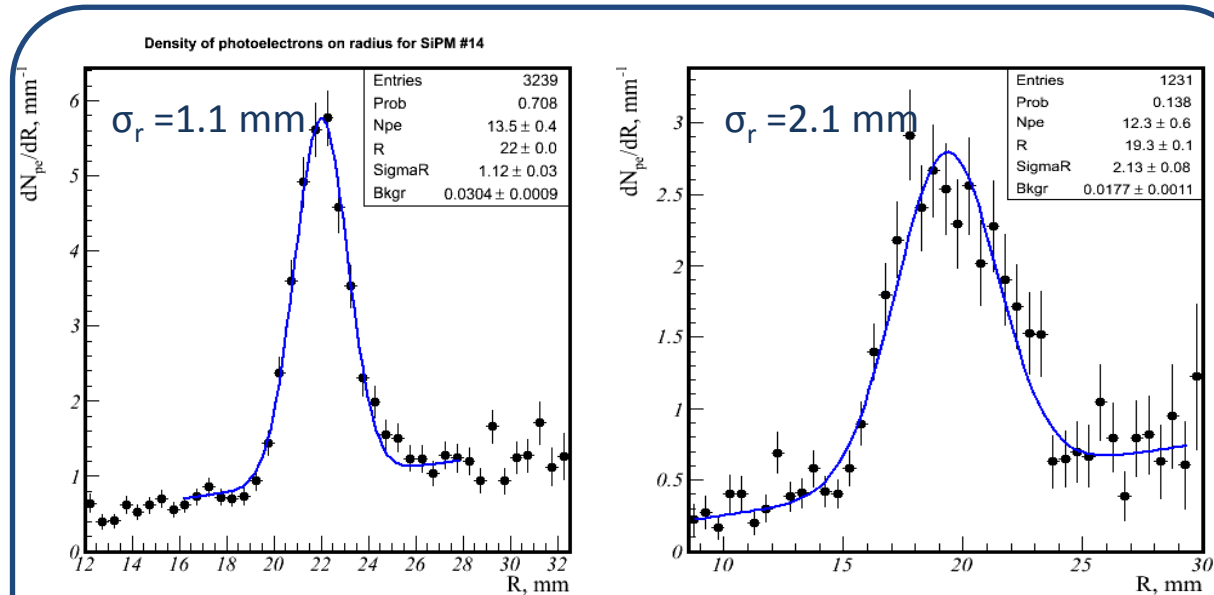 Density of photoelectrons on radius for SiPM #14
dN_pe/dR, mm⁻¹
σ_r =1.1 mm
Entries 3239
Prob 0.708
Npe 13.5 ± 0.4
R 22 ± 0.0
SigmaR 1.12 ± 0.03
Bkgr 0.0304 ± 0.0009
6
5
4
3
2
1
0
12 14 16 18 20 22 24 26 28 30 32
R, mm
dN_pe/dR, mm⁻¹
σ_r =2.1 mm
Entries 1231
Prob 0.138
Npe 12.3 ± 0.6
R 19.3 ± 0.1
SigmaR 2.13 ± 0.08
Bkgr 0.0177 ± 0.0011
3
2.5
2
1.5
1
0.5
0
10 15 20 25 30
R, mm